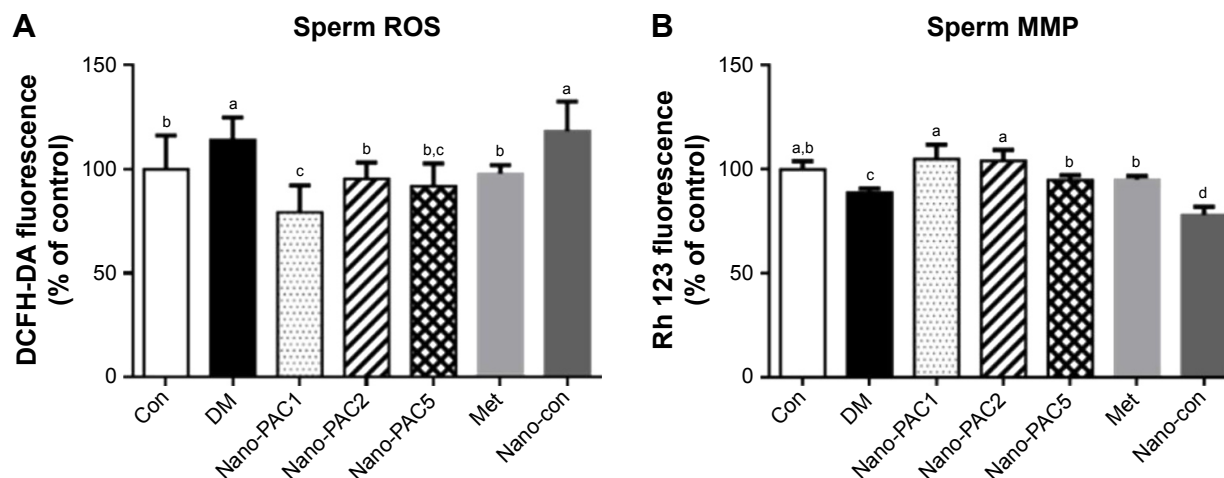 A
Sperm ROS
DCFH-DA fluorescence
(% of control)
150
100
50
0
b
a
c
b
b,c
b
a
Con
DM
Nano-PAC1
Nano-PAC2
Nano-PAC5
Met
Nano-con
B
Sperm MMP
Rh 123 fluorescence
(% of control)
150
100
50
0
a,b
c
a
a
b
b
d
Con
DM
Nano-PAC1
Nano-PAC2
Nano-PAC5
Met
Nano-con